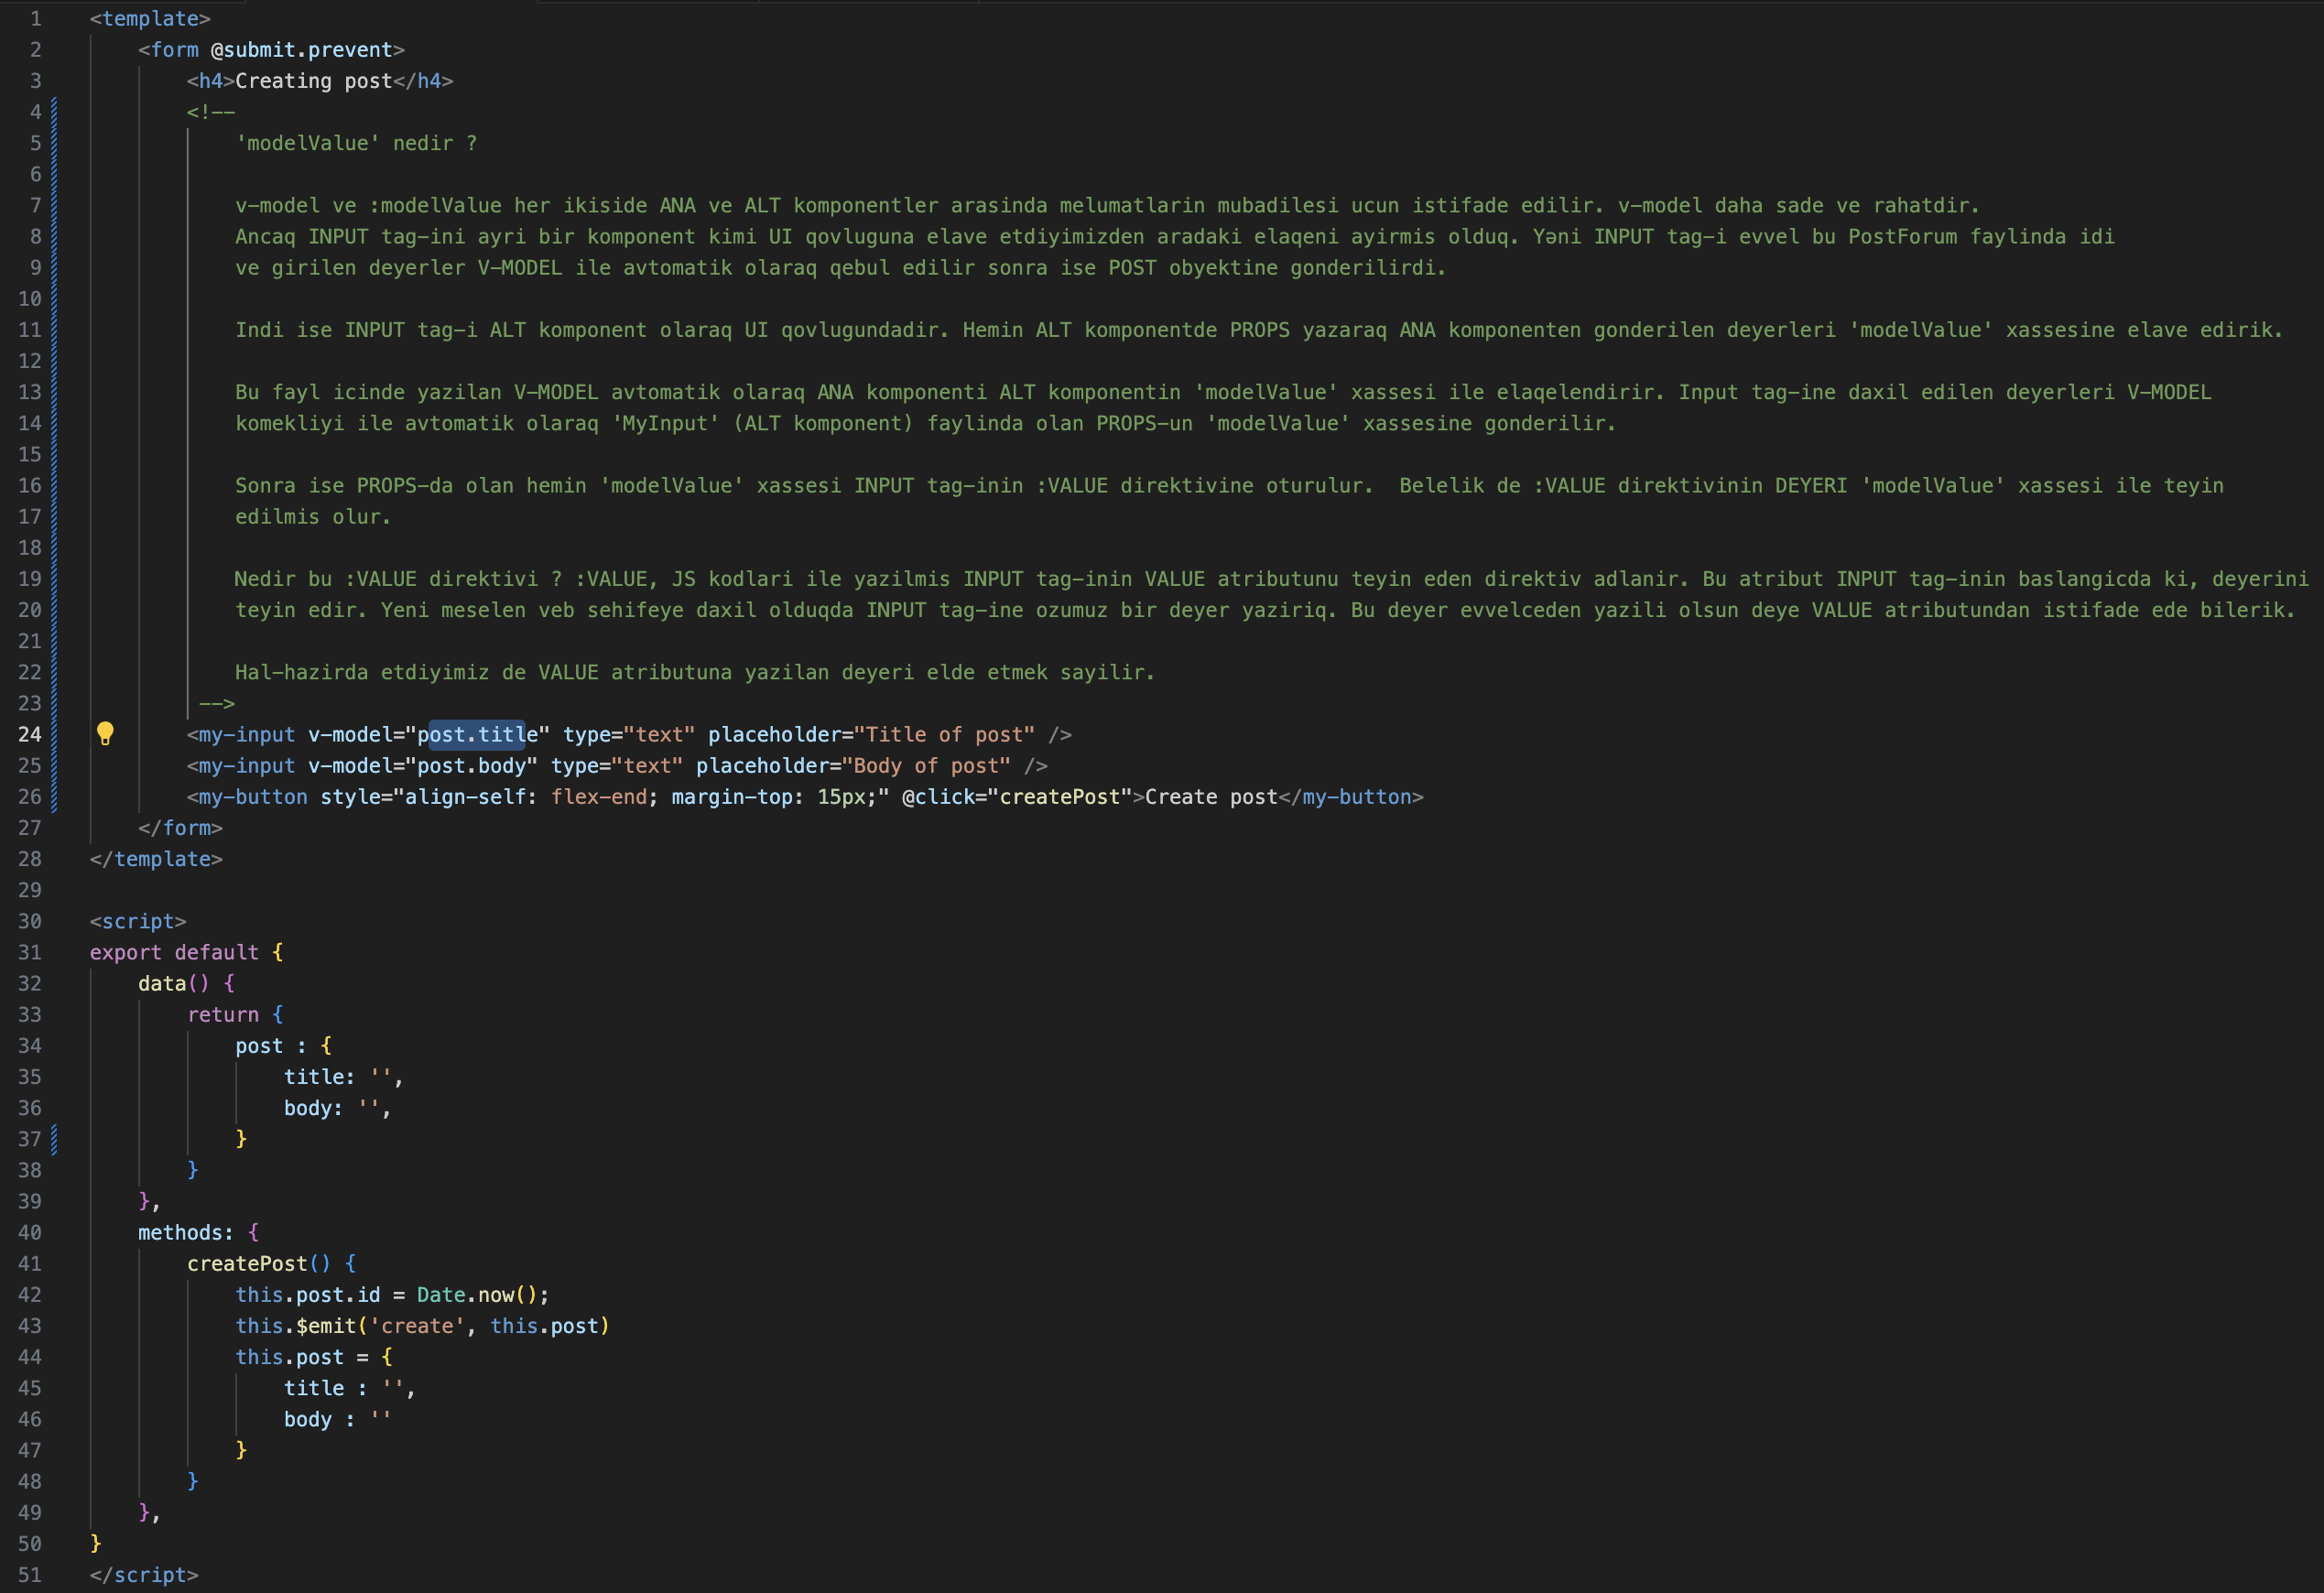 1 <template>
2 <form @submit.prevent>
3 <h4>Creating post</h4>
4 <!--
5 'modelValue' nedir ?
6
7 v-model ve :modelValue her ikiside ANA ve ALT komponentler arasinda melumatlarin mubadilesi ucun istifade edilir. v-model daha sade ve rahatdir.
8 Ancaq INPUT tag-ini ayri bir komponent kimi UI qovluguna elave etdiyimizden aradaki elaqeni ayirmis olduq. Yəni INPUT tag-i evvel bu PostForum faylinda idi
9 ve girilen deyerler V-MODEL ile avtomatik olaraq qebul edilir sonra ise POST obyektine gonderilirdi.
10
11 Indi ise INPUT tag-i ALT komponent olaraq UI qovlugundadir. Hemin ALT komponentde PROPS yazaraq ANA komponenten gonderilen deyerleri 'modelValue' xassesine elave edirik.
12
13 Bu fayl icinde yazilan V-MODEL avtomatik olaraq ANA komponenti ALT komponentin 'modelValue' xassesi ile elaqelendirir. Input tag-ine daxil edilen deyerleri V-MODEL
14 komekliyi ile avtomatik olaraq 'MyInput' (ALT komponent) faylinda olan PROPS-un 'modelValue' xassesine gonderilir.
15
16 Sonra ise PROPS-da olan hemin 'modelValue' xassesi INPUT tag-inin :VALUE direktivine oturulur.  Belelik de :VALUE direktivinin DEYERI 'modelValue' xassesi ile teyin
17 edilmis olur.
18
19 Nedir bu :VALUE direktivi ? :VALUE, JS kodlari ile yazilmis INPUT tag-inin VALUE atributunu teyin eden direktiv adlanir. Bu atribut INPUT tag-inin baslangicda ki, deyerini
20 teyin edir. Yeni meselen veb sehifeye daxil olduqda INPUT tag-ine ozumuz bir deyer yaziriq. Bu deyer evvelceden yazili olsun deye VALUE atributundan istifade ede bilerik.
21
22 Hal-hazirda etdiyimiz de VALUE atributuna yazilan deyeri elde etmek sayilir.
23 -->
24 <my-input v-model="post.title" type="text" placeholder="Title of post" />
25 <my-input v-model="post.body" type="text" placeholder="Body of post" />
26 <my-button style="align-self: flex-end; margin-top: 15px;" @click="createPost">Create post</my-button>
27 </form>
28 </template>
29
30 <script>
31 export default {
32 data() {
33 return {
34 post : {
35 title: '',
36 body: '',
37 }
38 }
39 },
40 methods: {
41 createPost() {
42 this.post.id = Date.now();
43 this.$emit('create', this.post)
44 this.post = {
45 title : '',
46 body : ''
47 }
48 }
49 },
50 }
51 </script>